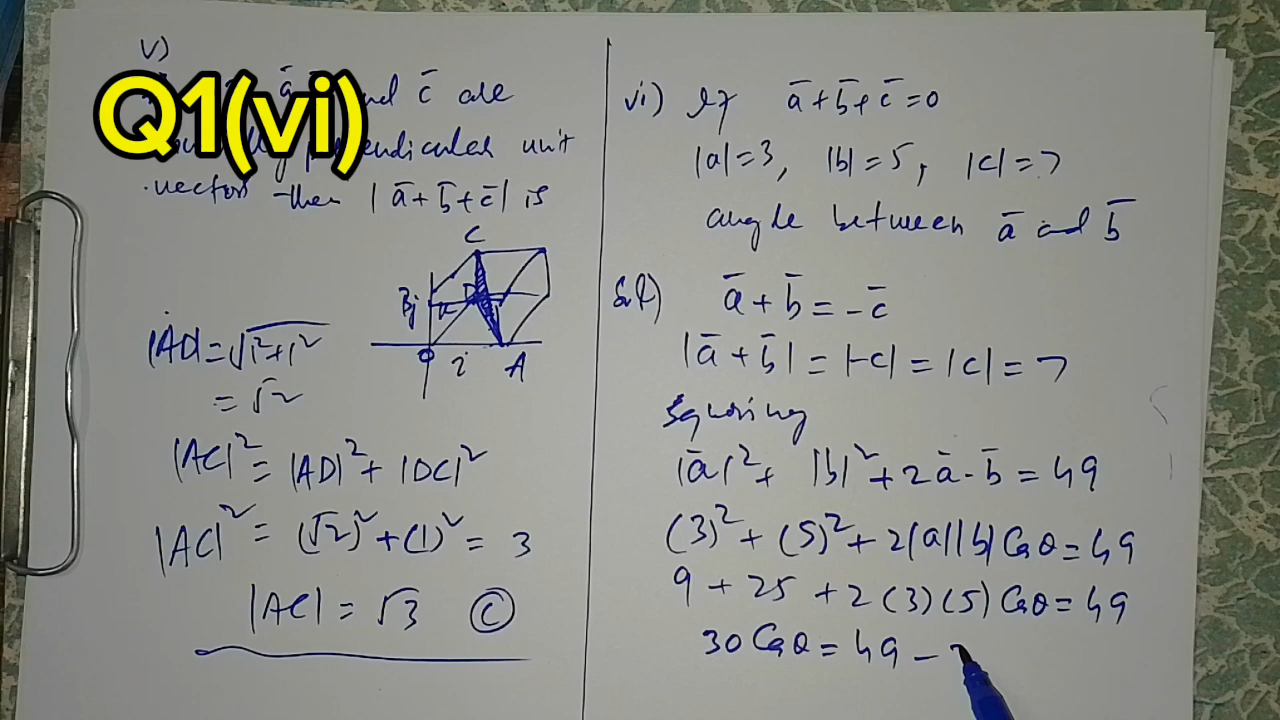 v)
Q1(vi)
ā and c̄ are
perpendicular unit
vectors then |ā+b̄+c̄| is
C
B j
D
O i A
|AD| = √1²+1²
= √2
|AC|² = |AD|² + |DC|²
|AC|² = (√2)² + (1)² = 3
|AC| = √3 Ⓒ
vi) If ā+b̄+c̄=0
|a|=3, |b|=5, |c|=7
angle between ā and b̄
Sol) ā+b̄=-c̄
|ā+b̄| = |-c| = |c| = 7
Squaring
|ā|² + |b|² + 2ā·b̄ = 49
(3)² + (5)² + 2|a||b| Cosθ = 49
9 + 25 + 2(3)(5) Cosθ = 49
30 Cosθ = 49 -